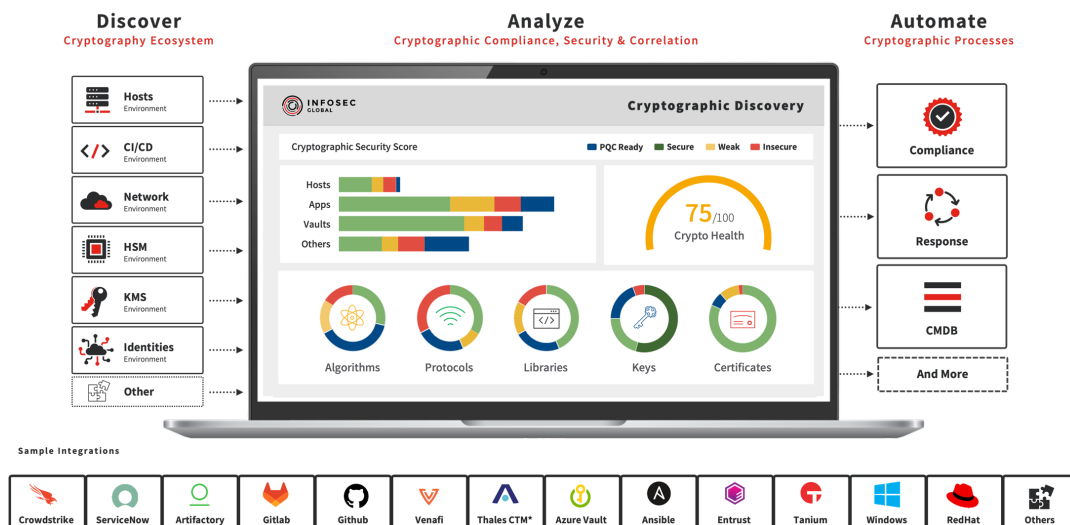 Discover
Cryptography Ecosystem
Analyze
Cryptographic Compliance, Security & Correlation
Automate
Cryptographic Processes
Hosts
Environment
CI/CD
Environment
Network
Environment
HSM
Environment
KMS
Environment
Identities
Environment
Other
INFOSEC
GLOBAL
Cryptographic Discovery
Cryptographic Security Score
PQC Ready
Secure
Weak
Insecure
Hosts
Apps
Vaults
Others
75/100
Crypto Health
Algorithms
Protocols
Libraries
Keys
Certificates
Compliance
Response
CMDB
And More
Sample Integrations
Crowdstrike
ServiceNow
Artifactory
Gitlab
Github
Venafi
Thales CTM*
Azure Vault
Ansible
Entrust
Tanium
Windows
RedHat
Others